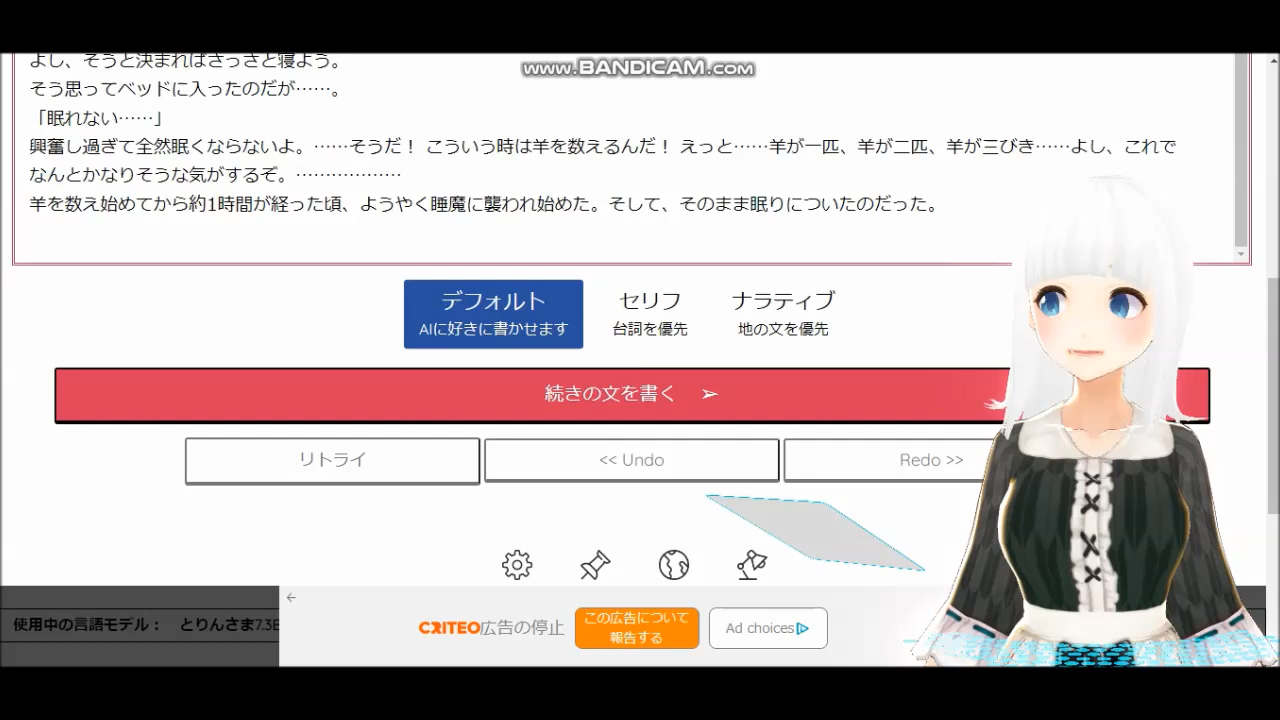 よし、そうと決まればさっさと寝よう。
www.BANDICAM.com
そう思ってベッドに入ったのだが……。
「眠れない……」
興奮し過ぎて全然眠くならないよ。……そうだ！ こういう時は羊を数えるんだ！ えっと……羊が一匹、羊が二匹、羊が三びき……よし、これで
なんとかなりそうな気がするぞ。………………
羊を数え始めてから約1時間が経った頃、ようやく睡魔に襲われ始めた。そして、そのまま眠りについたのだった。
デフォルト
AIに好きに書かせます
セリフ
台詞を優先
ナラティブ
地の文を優先
続きの文を書く ➢
リトライ
<< Undo
Redo >>
使用中の言語モデル： とりんさま7.3B
←
CRITEO広告の停止
この広告について
報告する
Ad choices